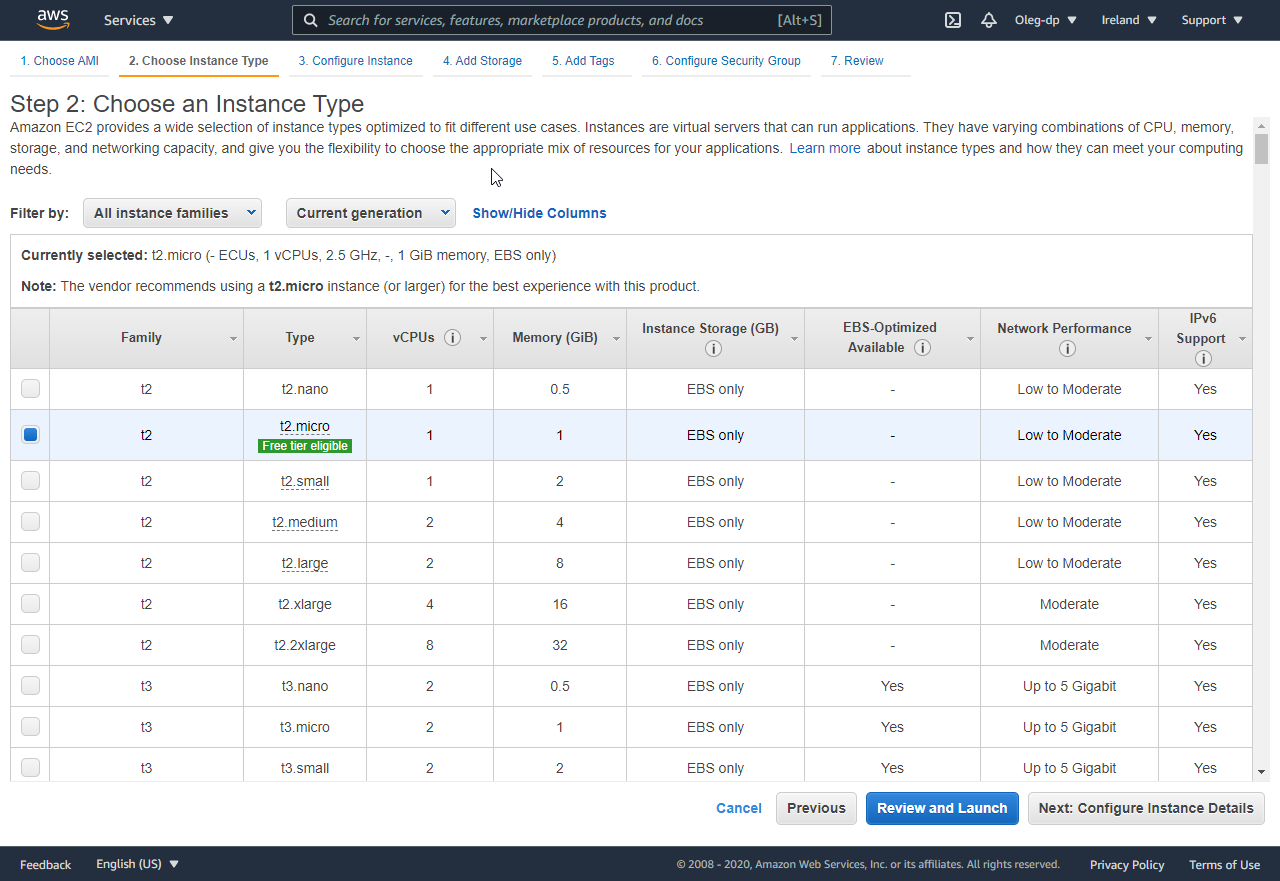 aws Services Search for services, features, marketplace products, and docs [Alt+S] Oleg-dp Ireland Support
1. Choose AMI 2. Choose Instance Type 3. Configure Instance 4. Add Storage 5. Add Tags 6. Configure Security Group 7. Review
Step 2: Choose an Instance Type
Amazon EC2 provides a wide selection of instance types optimized to fit different use cases. Instances are virtual servers that can run applications. They have varying combinations of CPU, memory,
storage, and networking capacity, and give you the flexibility to choose the appropriate mix of resources for your applications. Learn more about instance types and how they can meet your computing
needs.
Filter by: All instance families Current generation Show/Hide Columns
Currently selected: t2.micro (- ECUs, 1 vCPUs, 2.5 GHz, -, 1 GiB memory, EBS only)
Note: The vendor recommends using a t2.micro instance (or larger) for the best experience with this product.
Family Type vCPUs i Memory (GiB) Instance Storage (GB) i EBS-Optimized Available i Network Performance i IPv6 Support i
t2 t2.nano 1 0.5 EBS only - Low to Moderate Yes
t2 t2.micro Free tier eligible 1 1 EBS only - Low to Moderate Yes
t2 t2.small 1 2 EBS only - Low to Moderate Yes
t2 t2.medium 2 4 EBS only - Low to Moderate Yes
t2 t2.large 2 8 EBS only - Low to Moderate Yes
t2 t2.xlarge 4 16 EBS only - Moderate Yes
t2 t2.2xlarge 8 32 EBS only - Moderate Yes
t3 t3.nano 2 0.5 EBS only Yes Up to 5 Gigabit Yes
t3 t3.micro 2 1 EBS only Yes Up to 5 Gigabit Yes
t3 t3.small 2 2 EBS only Yes Up to 5 Gigabit Yes
Cancel Previous Review and Launch Next: Configure Instance Details
Feedback English (US) © 2008 - 2020, Amazon Web Services, Inc. or its affiliates. All rights reserved. Privacy Policy Terms of Use